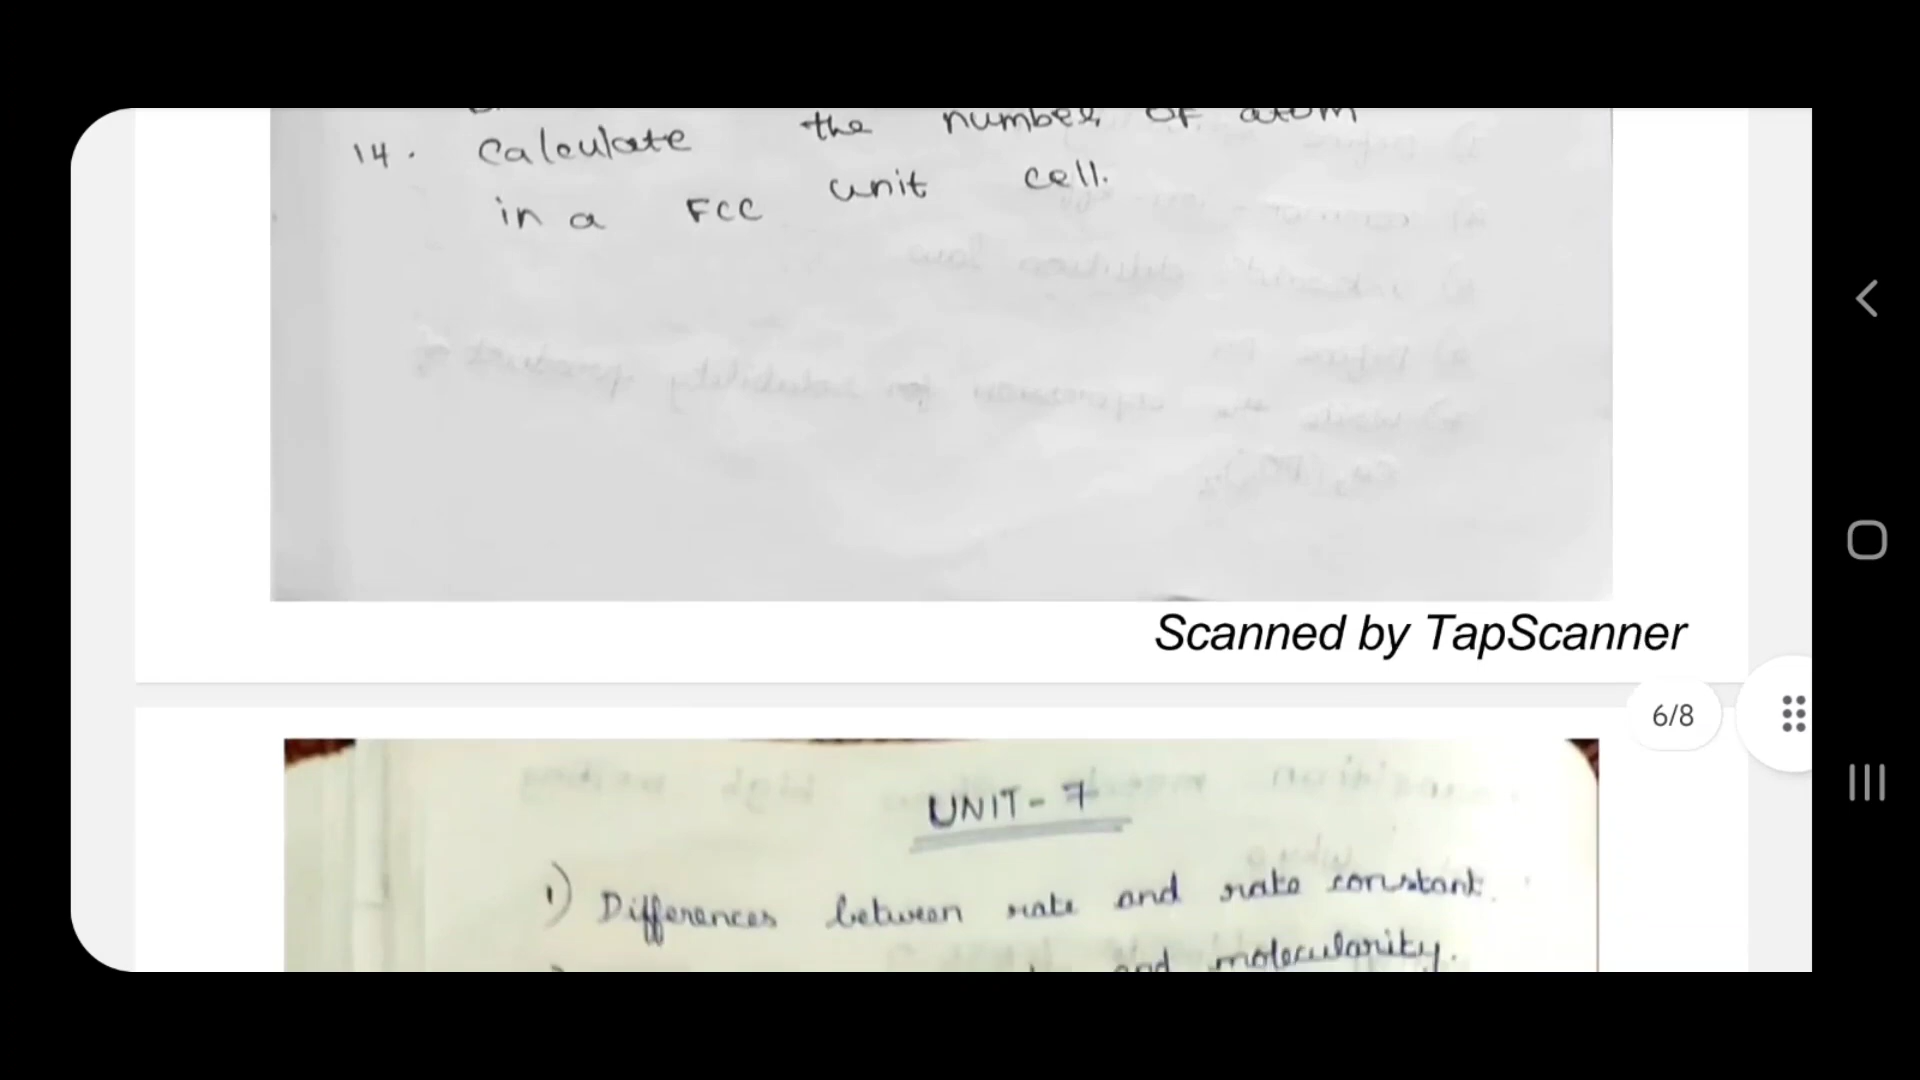 14. Calculate the number of atom
in a FCC unit cell.
Scanned by TapScanner
6/8
UNIT-7
1) Differences between rate and rate constant.
and molecularity.